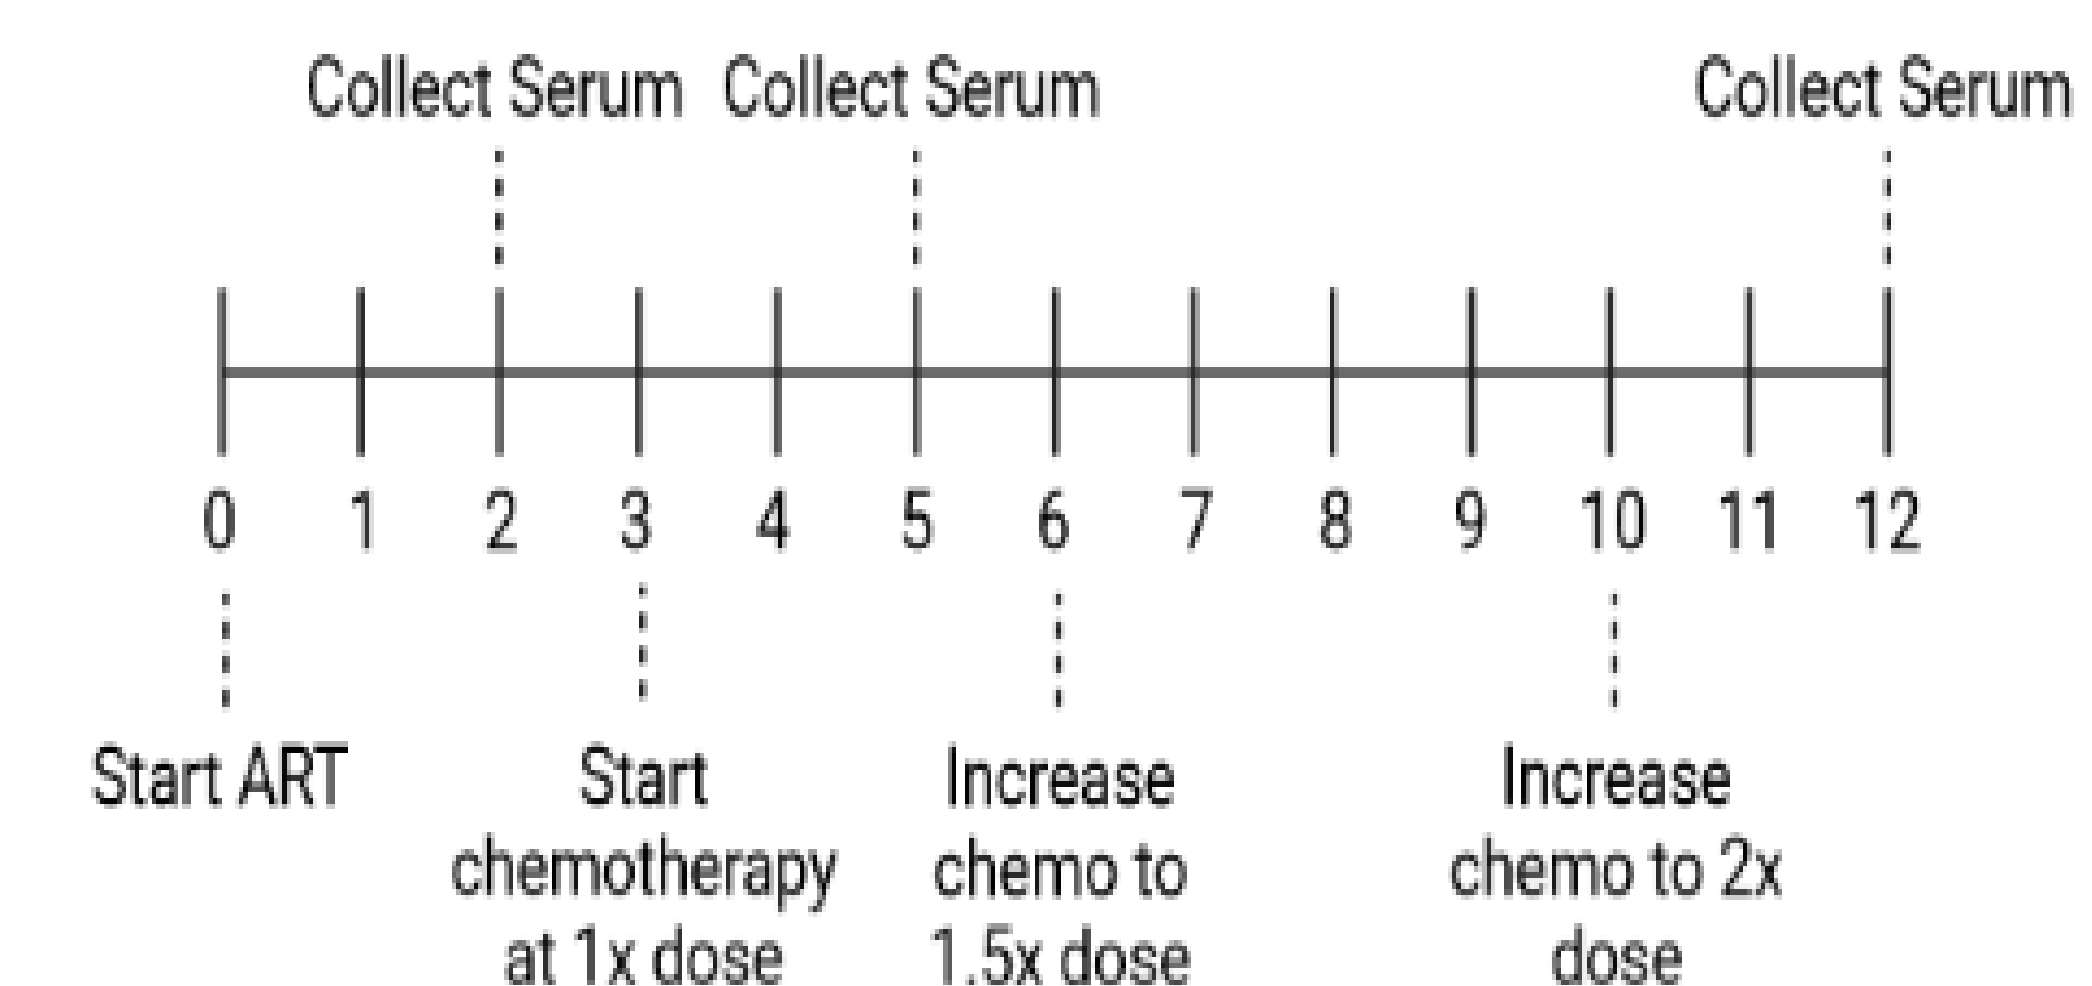 Collect Serum Collect Serum Collect Serum
0 1 2 3 4 5 6 7 8 9 10 11 12
Start ART
Start
chemotherapy
at 1x dose
Increase
chemo to
1.5x dose
Increase
chemo to 2x
dose